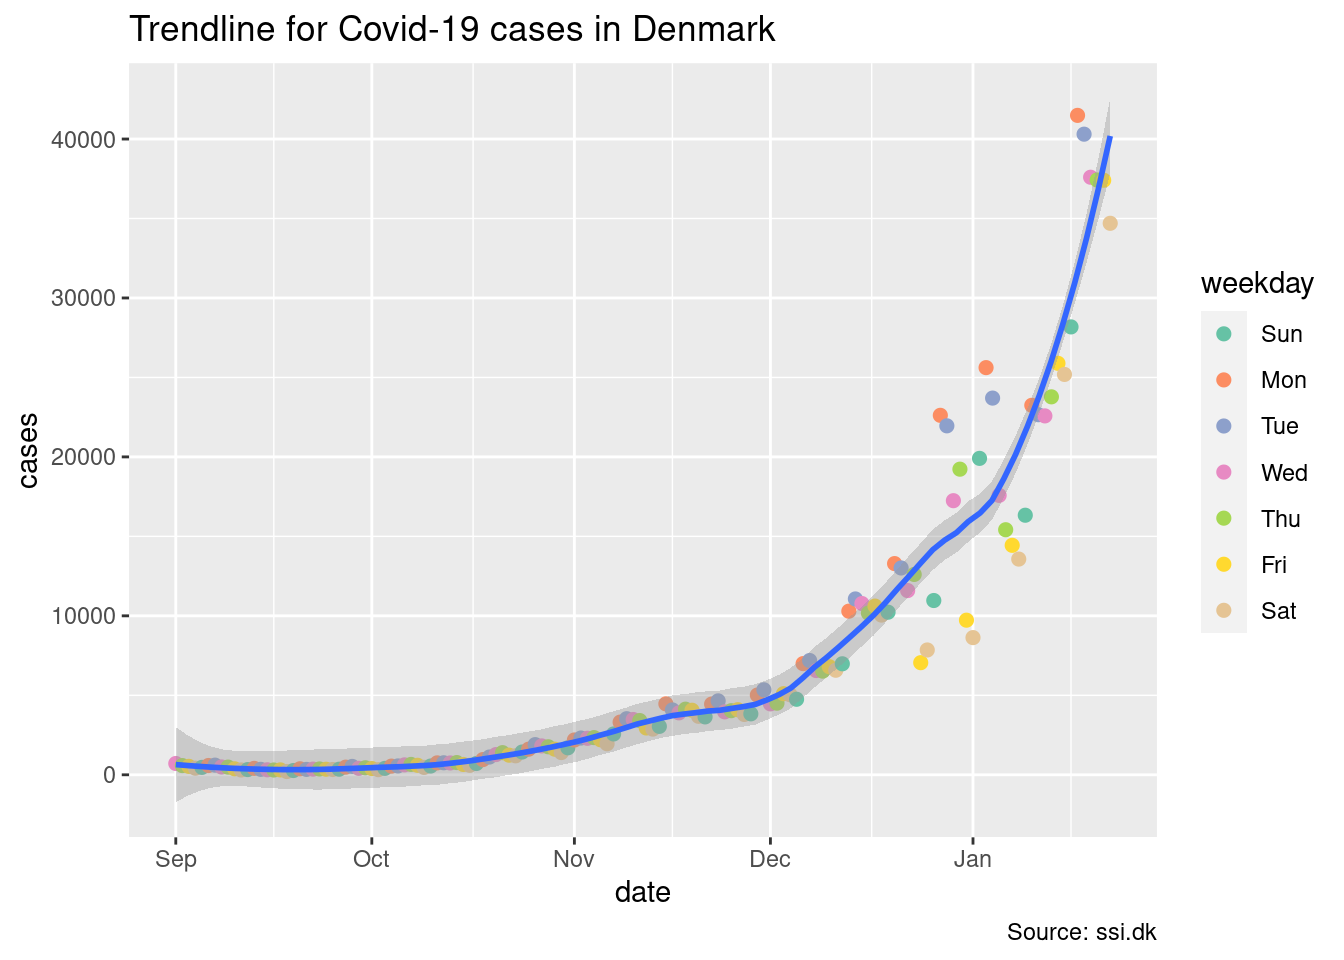 Trendline for Covid-19 cases in Denmark
40000
30000
20000
10000
0
cases
Sep Oct Nov Dec Jan
date
weekday
Sun
Mon
Tue
Wed
Thu
Fri
Sat
Source: ssi.dk